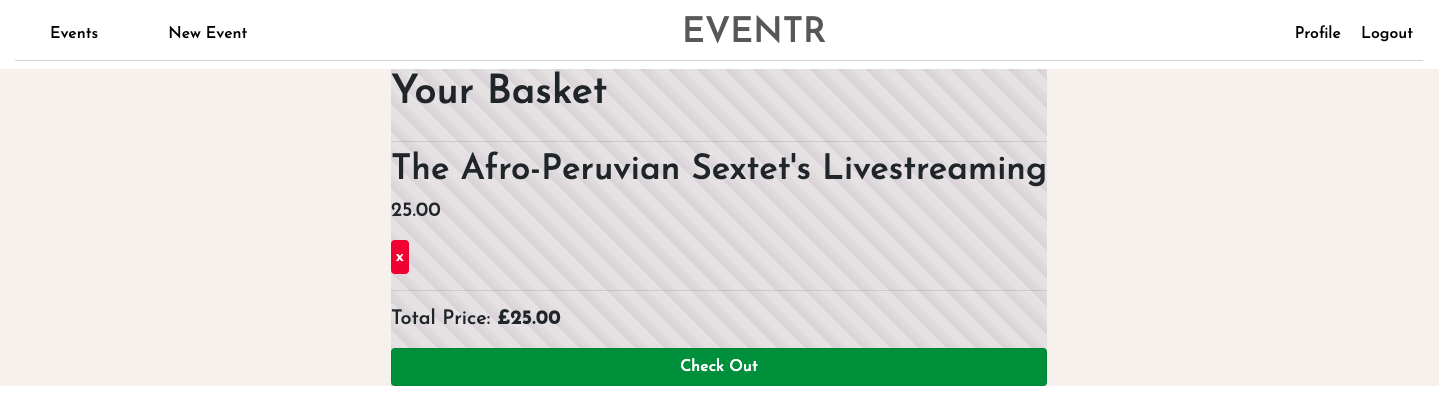 Events New Event EVENTR Profile Logout
Your Basket
The Afro-Peruvian Sextet's Livestreaming
25.00
x
Total Price: £25.00
Check Out